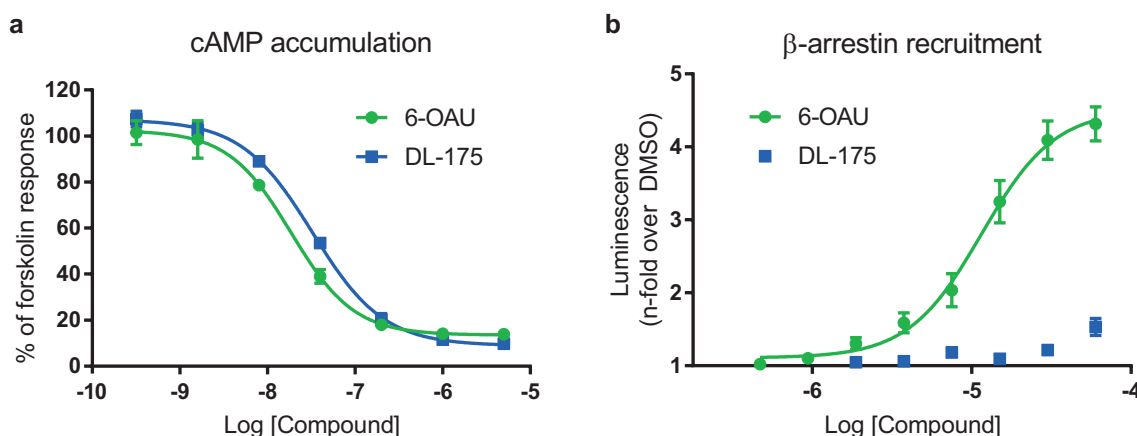 a
cAMP accumulation
% of forskolin response
120
100
80
60
40
20
0
-10
-9
-8
-7
-6
-5
Log [Compound]
6-OAU
DL-175
b
β-arrestin recruitment
Luminescence
(n-fold over DMSO)
5
4
3
2
1
-6
-5
-4
Log [Compound]
6-OAU
DL-175